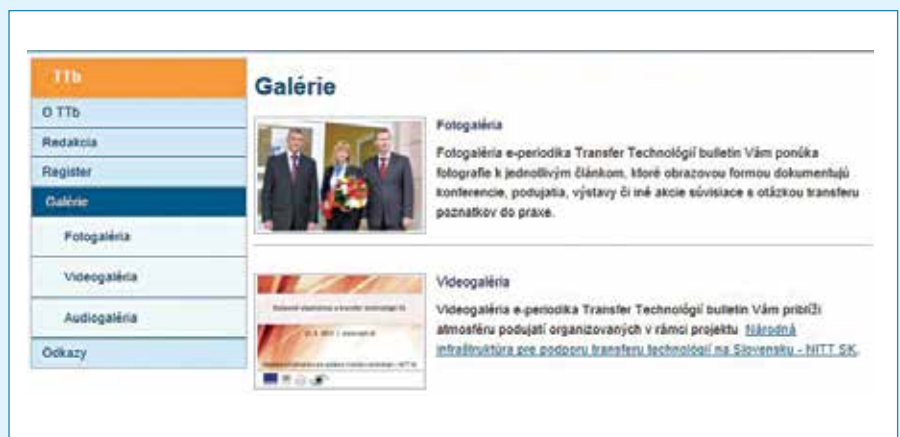 TTb
O TTb
Redakcia
Register
Galérie
Fotogaléria
Videogaléria
Audiogaléria
Odkazy
Galérie
Fotogaléria
Fotogaléria e-periodika Transfer Technológií bulletin Vám ponúka
fotografie k jednotlivým článkom, ktoré obrazovou formou dokumentujú
konferencie, podujatia, výstavy či iné akcie súvisiace s otázkou transferu
poznatkov do praxe.
Videogaléria
Videogaléria e-periodika Transfer Technológií bulletin Vám priblíži
atmosféru podujatí organizovaných v rámci projektu Národná
infraštruktúra pre podporu transferu technológií na Slovensku - NITT SK.